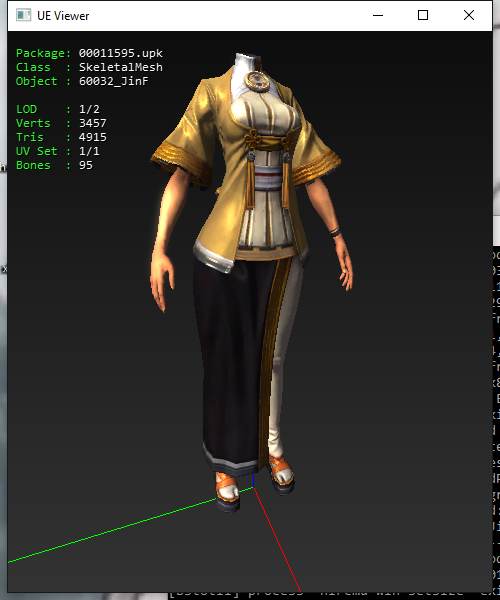 UE Viewer
Package: 00011595.upk
Class  : SkeletalMesh
Object : 60032_JinF
LOD    : 1/2
Verts  : 3457
Tris   : 4915
UV Set : 1/1
Bones  : 95